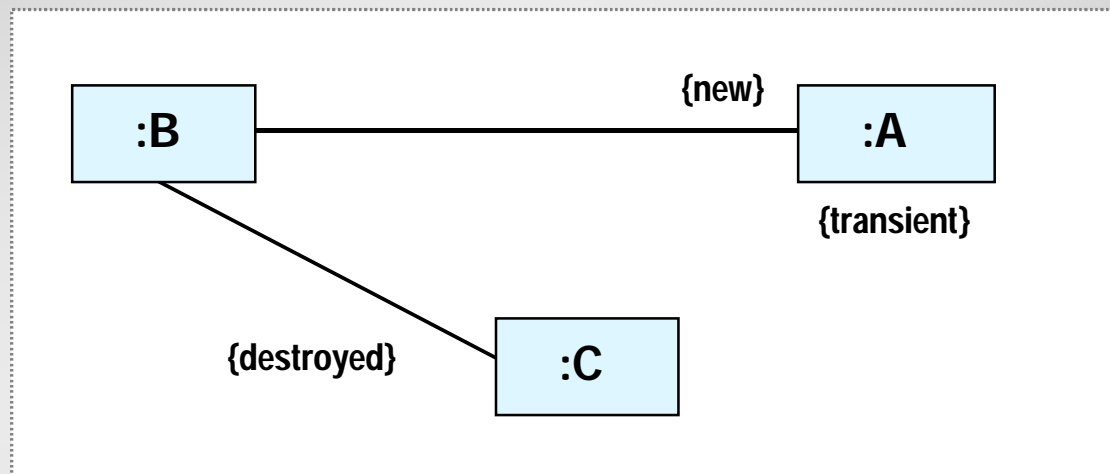 {new}
:B
:A
{transient}
{destroyed}
:C